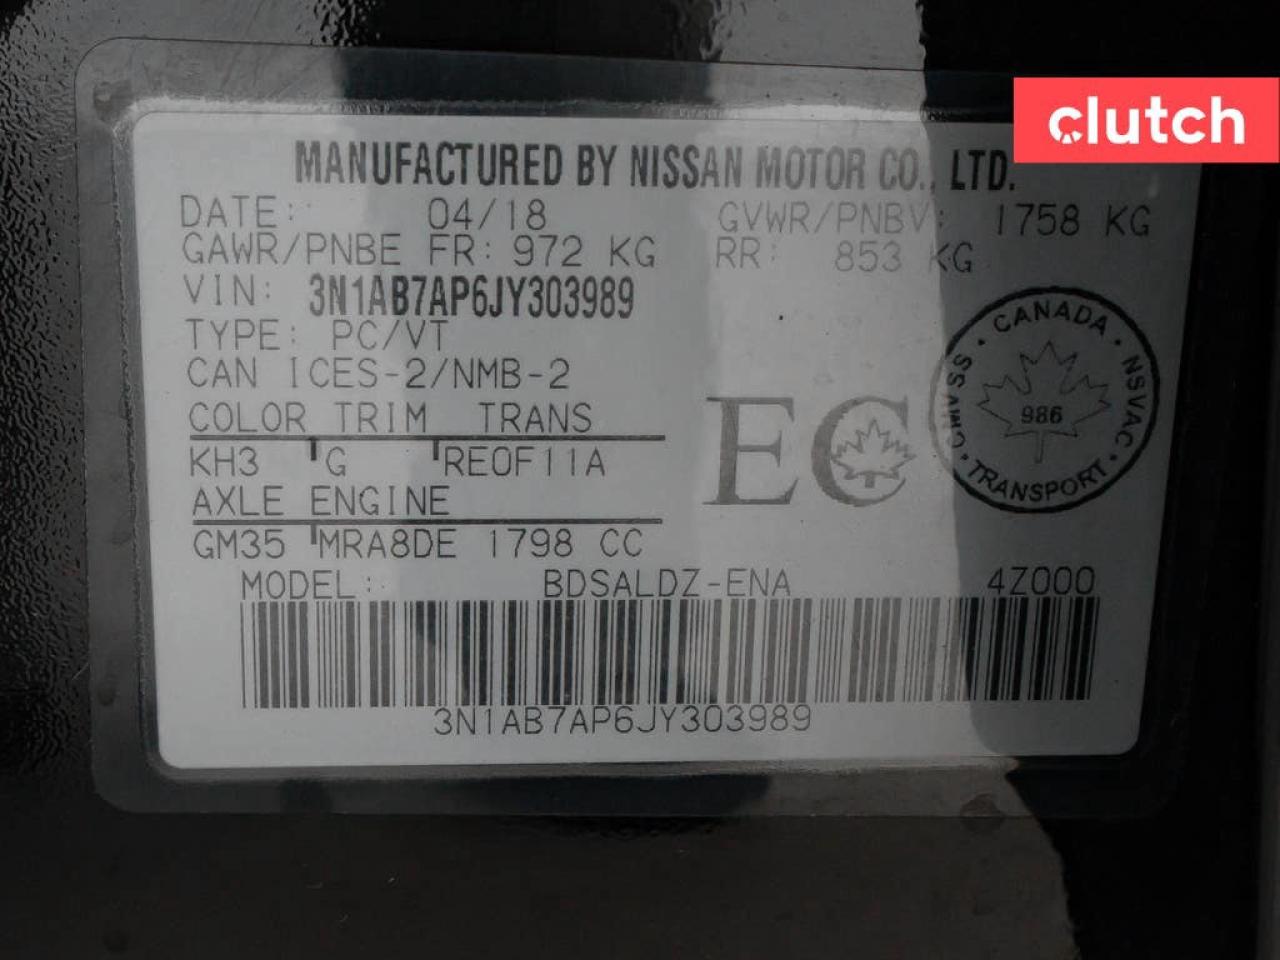 clutch
MANUFACTURED BY NISSAN MOTOR CO., LTD.
DATE: 04/18 GVWR/PNBV: 1758 KG
GAWR/PNBE FR: 972 KG RR: 853 KG
VIN: 3N1AB7AP6JY303989
TYPE: PC/VT
CAN ICES-2/NMB-2
COLOR TRIM TRANS
KH3 G RE0F11A
AXLE ENGINE
GM35 MRA8DE 1798 CC
EC
CANADA
CMVSS · NSVAC
986
TRANSPORT
MODEL: BDSALDZ-ENA 4Z000
3N1AB7AP6JY303989